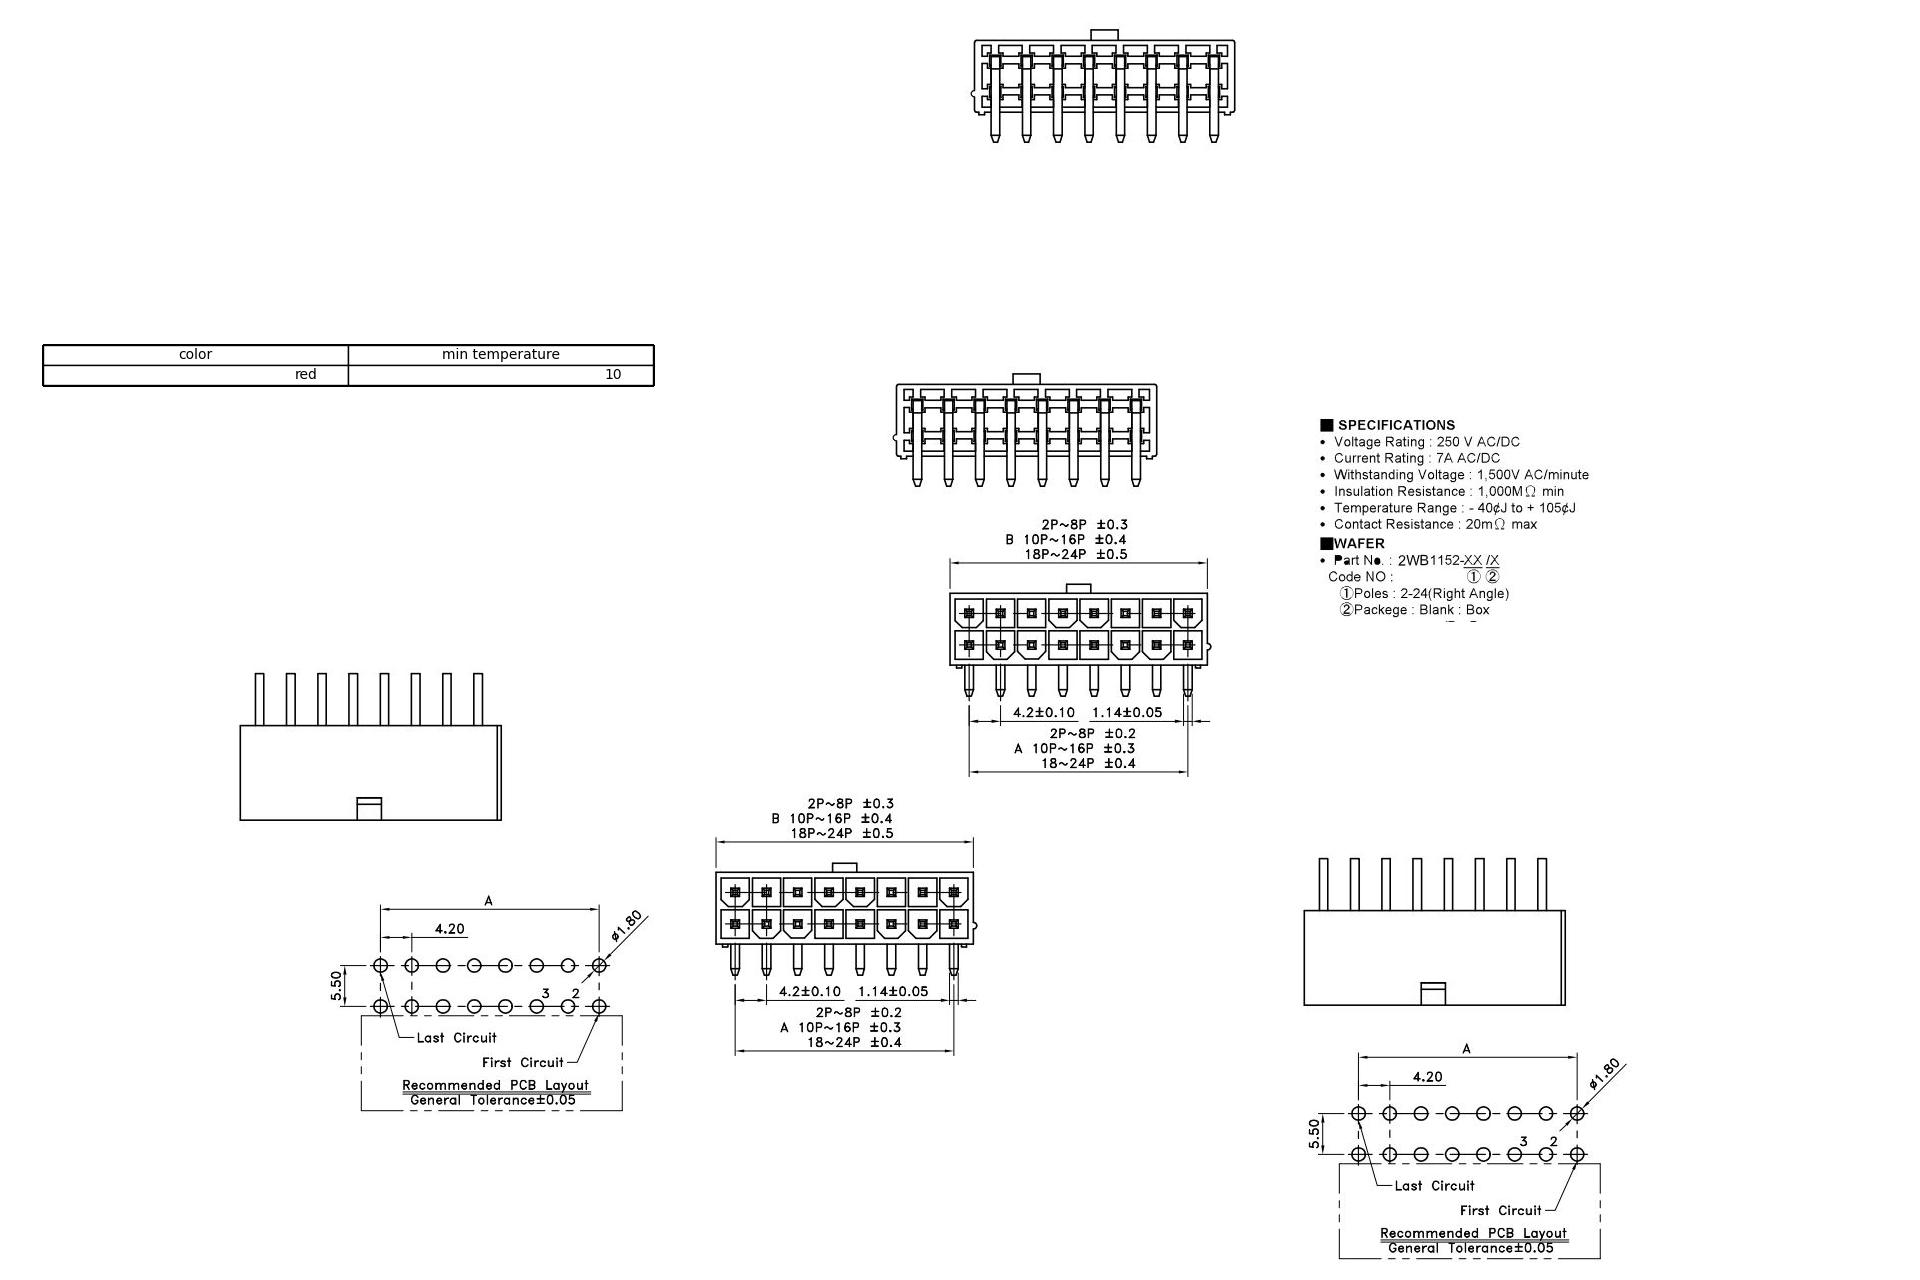 color min temperature
red 10
■ SPECIFICATIONS
• Voltage Rating : 250 V AC/DC
• Current Rating : 7A AC/DC
• Withstanding Voltage : 1,500V AC/minute
• Insulation Resistance : 1,000MΩ min
• Temperature Range : - 40¢J to + 105¢J
• Contact Resistance : 20mΩ max
■WAFER
• Part No. : 2WB1152-XX /X
Code NO : ① ②
①Poles : 2-24(Right Angle)
②Packege : Blank : Box
2P~8P ±0.3
B 10P~16P ±0.4
18P~24P ±0.5
4.2±0.10 1.14±0.05
2P~8P ±0.2
A 10P~16P ±0.3
18~24P ±0.4
2P~8P ±0.3
B 10P~16P ±0.4
18P~24P ±0.5
4.2±0.10 1.14±0.05
2P~8P ±0.2
A 10P~16P ±0.3
18~24P ±0.4
A
4.20
ø1.80
5.50
3 2
Last Circuit
First Circuit
Recommended PCB Layout
General Tolerance±0.05
A
4.20
ø1.80
5.50
3 2
Last Circuit
First Circuit
Recommended PCB Layout
General Tolerance±0.05